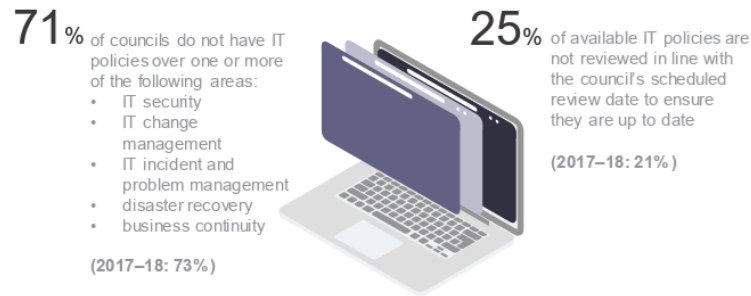 71% of councils do not have IT
policies over one or more
of the following areas:
• IT security
• IT change
management
• IT incident and
problem management
• disaster recovery
• business continuity
(2017–18: 73%)
25% of available IT policies are
not reviewed in line with
the council's scheduled
review date to ensure
they are up to date
(2017–18: 21%)